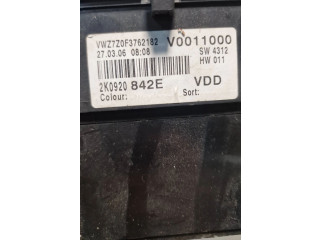 VWZ7Z0F3762182 V0011000
27.03.06 08:08 SW 4312
HW 011
2K0920 842E VDD
Colour: Sort: